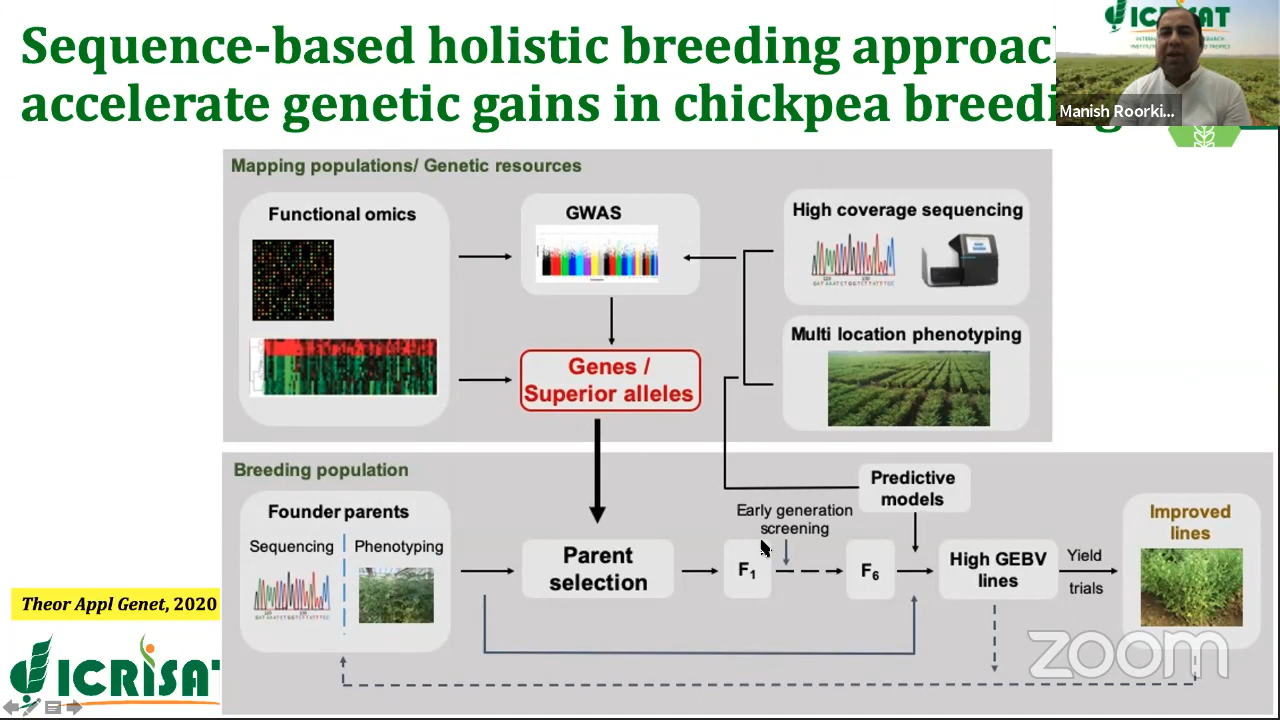 Sequence-based holistic breeding approach
accelerate genetic gains in chickpea breeding
ICRISAT
Manish Roorki...
Mapping populations/ Genetic resources
Functional omics
GWAS
High coverage sequencing
Multi location phenotyping
Genes /
Superior alleles
Breeding population
Founder parents
Sequencing
Phenotyping
Parent
selection
F1
Early generation
screening
F6
Predictive
models
High GEBV
lines
Yield
trials
Improved
lines
Theor Appl Genet, 2020
ICRISAT
zoom